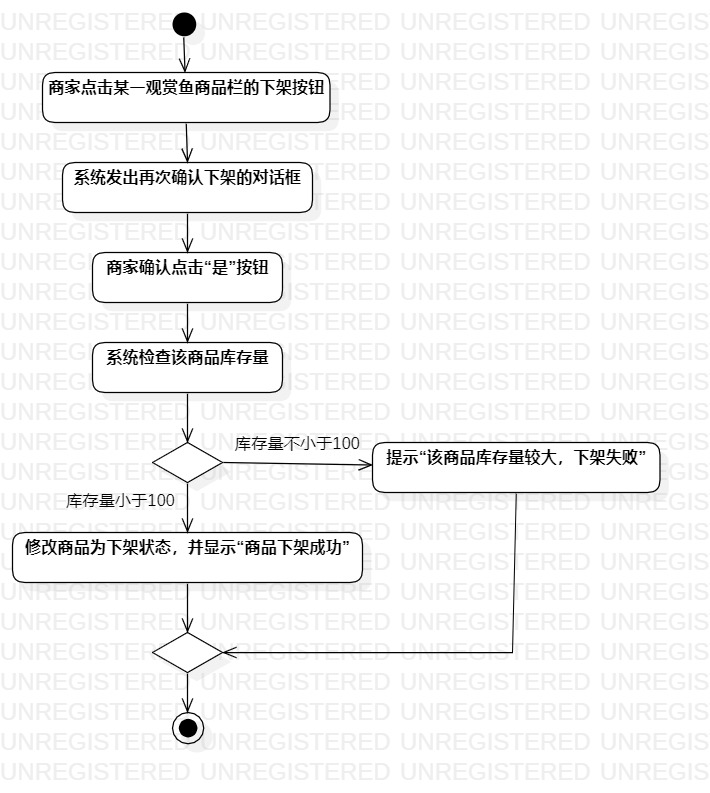 商家点击某一观赏鱼商品栏的下架按钮
系统发出再次确认下架的对话框
商家确认点击“是”按钮
系统检查该商品库存量
库存量不小于100
提示“该商品库存量较大，下架失败”
库存量小于100
修改商品为下架状态，并显示“商品下架成功”
UNREGISTERED UNREGISTERED UNREGISTERED UNREGIS